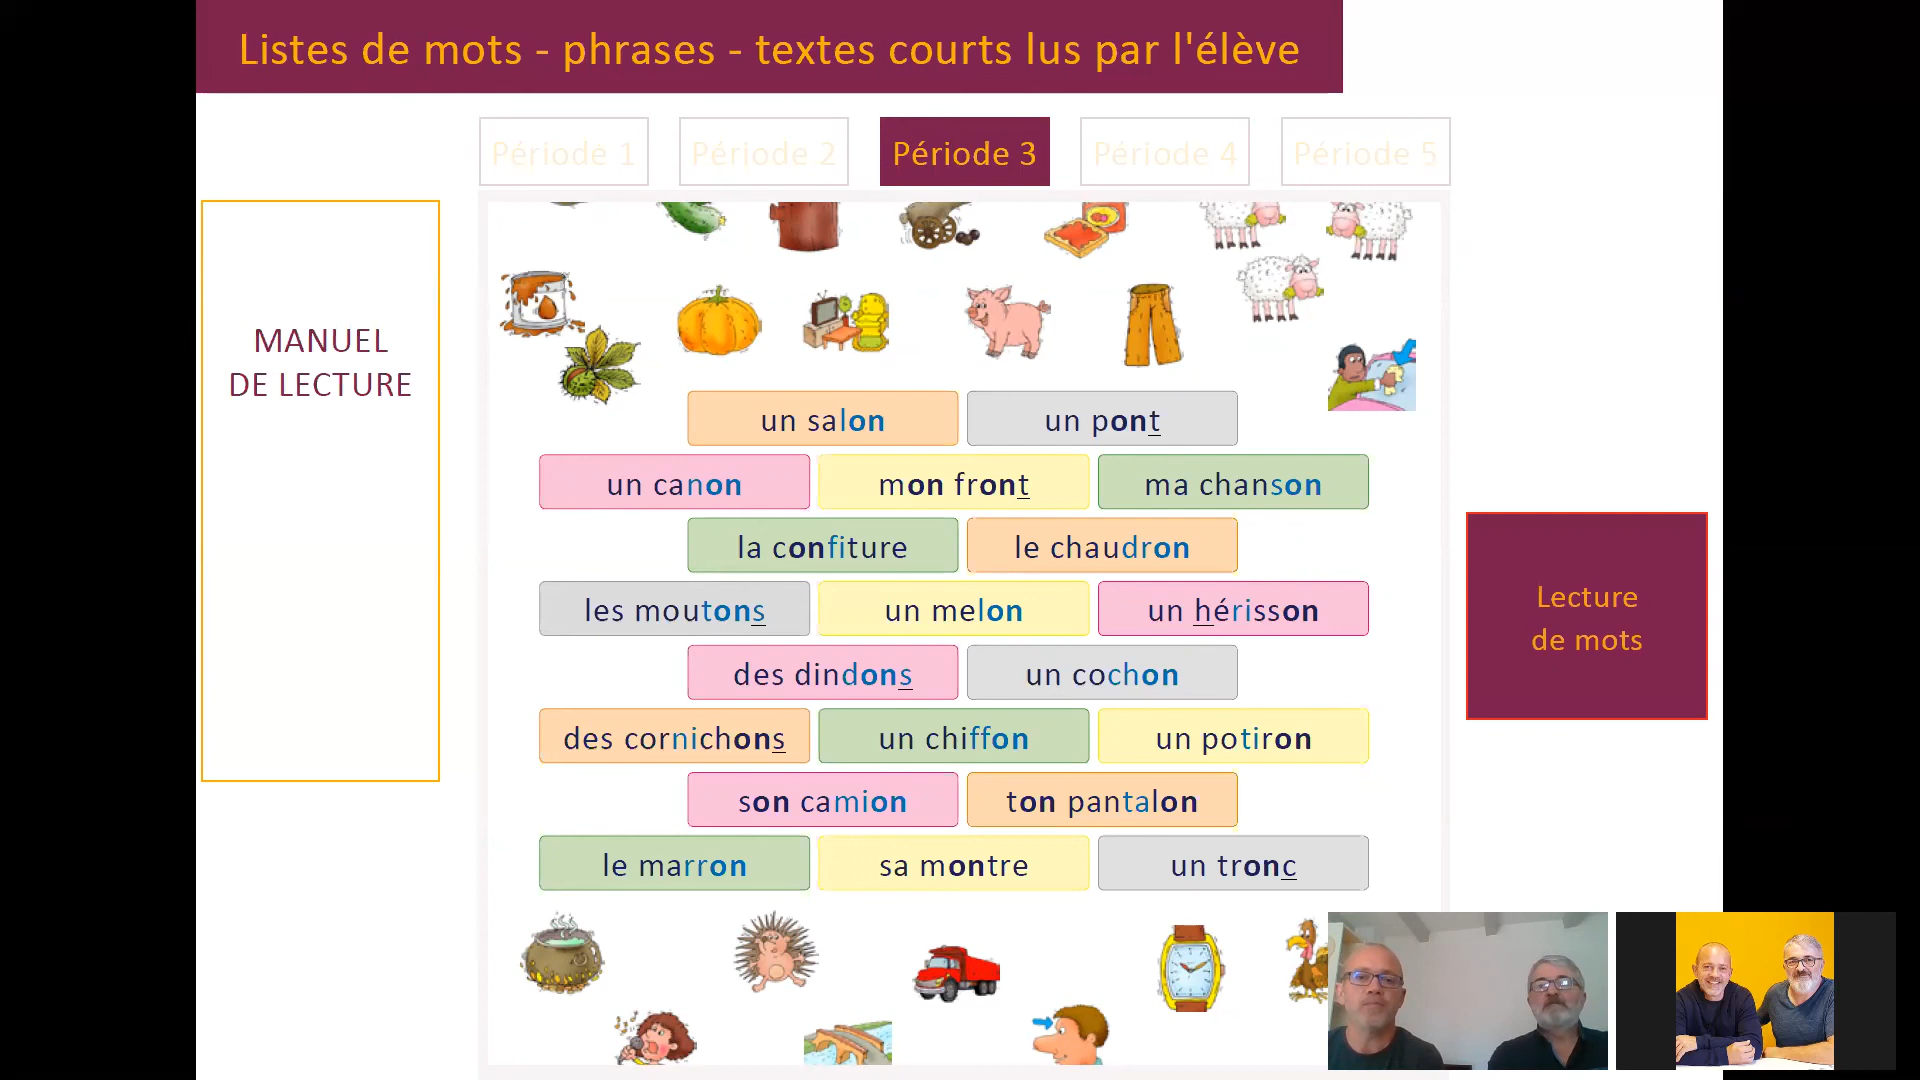 Listes de mots - phrases - textes courts lus par l'élève
Période 1
Période 2
Période 3
Période 4
Période 5
MANUEL
DE LECTURE
un salon
un pont
un canon
mon front
ma chanson
la confiture
le chaudron
les moutons
un melon
un hérisson
des dindons
un cochon
des cornichons
un chiffon
un potiron
son camion
ton pantalon
le marron
sa montre
un tronc
Lecture
de mots